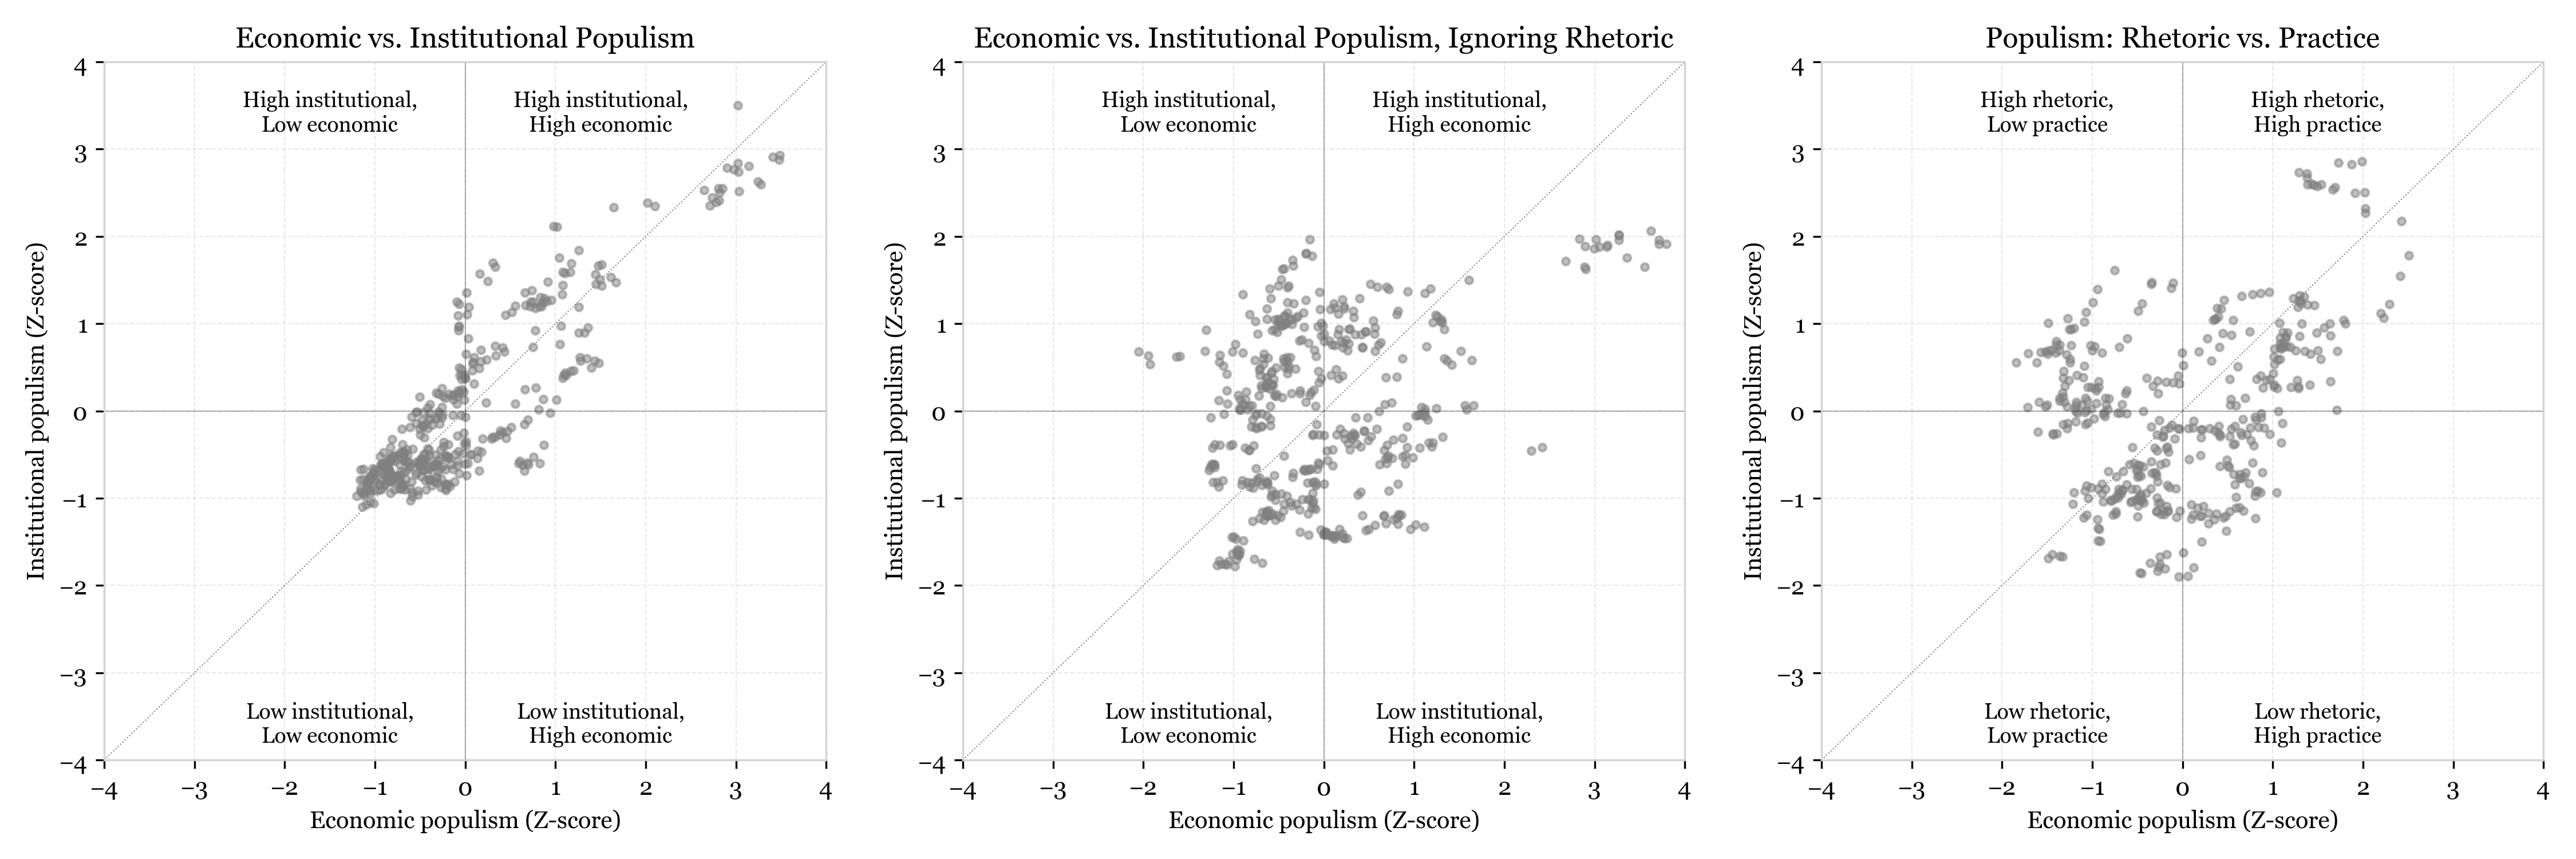 Economic vs. Institutional Populism
4
3
2
1
0
−1
−2
−3
−4
Institutional populism (Z-score)
High institutional,
Low economic
High institutional,
High economic
Low institutional,
Low economic
Low institutional,
High economic
−4 −3 −2 −1 0 1 2 3 4
Economic populism (Z-score)
Economic vs. Institutional Populism, Ignoring Rhetoric
4
3
2
1
0
−1
−2
−3
−4
Institutional populism (Z-score)
High institutional,
Low economic
High institutional,
High economic
Low institutional,
Low economic
Low institutional,
High economic
−4 −3 −2 −1 0 1 2 3 4
Economic populism (Z-score)
Populism: Rhetoric vs. Practice
4
3
2
1
0
−1
−2
−3
−4
Institutional populism (Z-score)
High rhetoric,
Low practice
High rhetoric,
High practice
Low rhetoric,
Low practice
Low rhetoric,
High practice
−4 −3 −2 −1 0 1 2 3 4
Economic populism (Z-score)